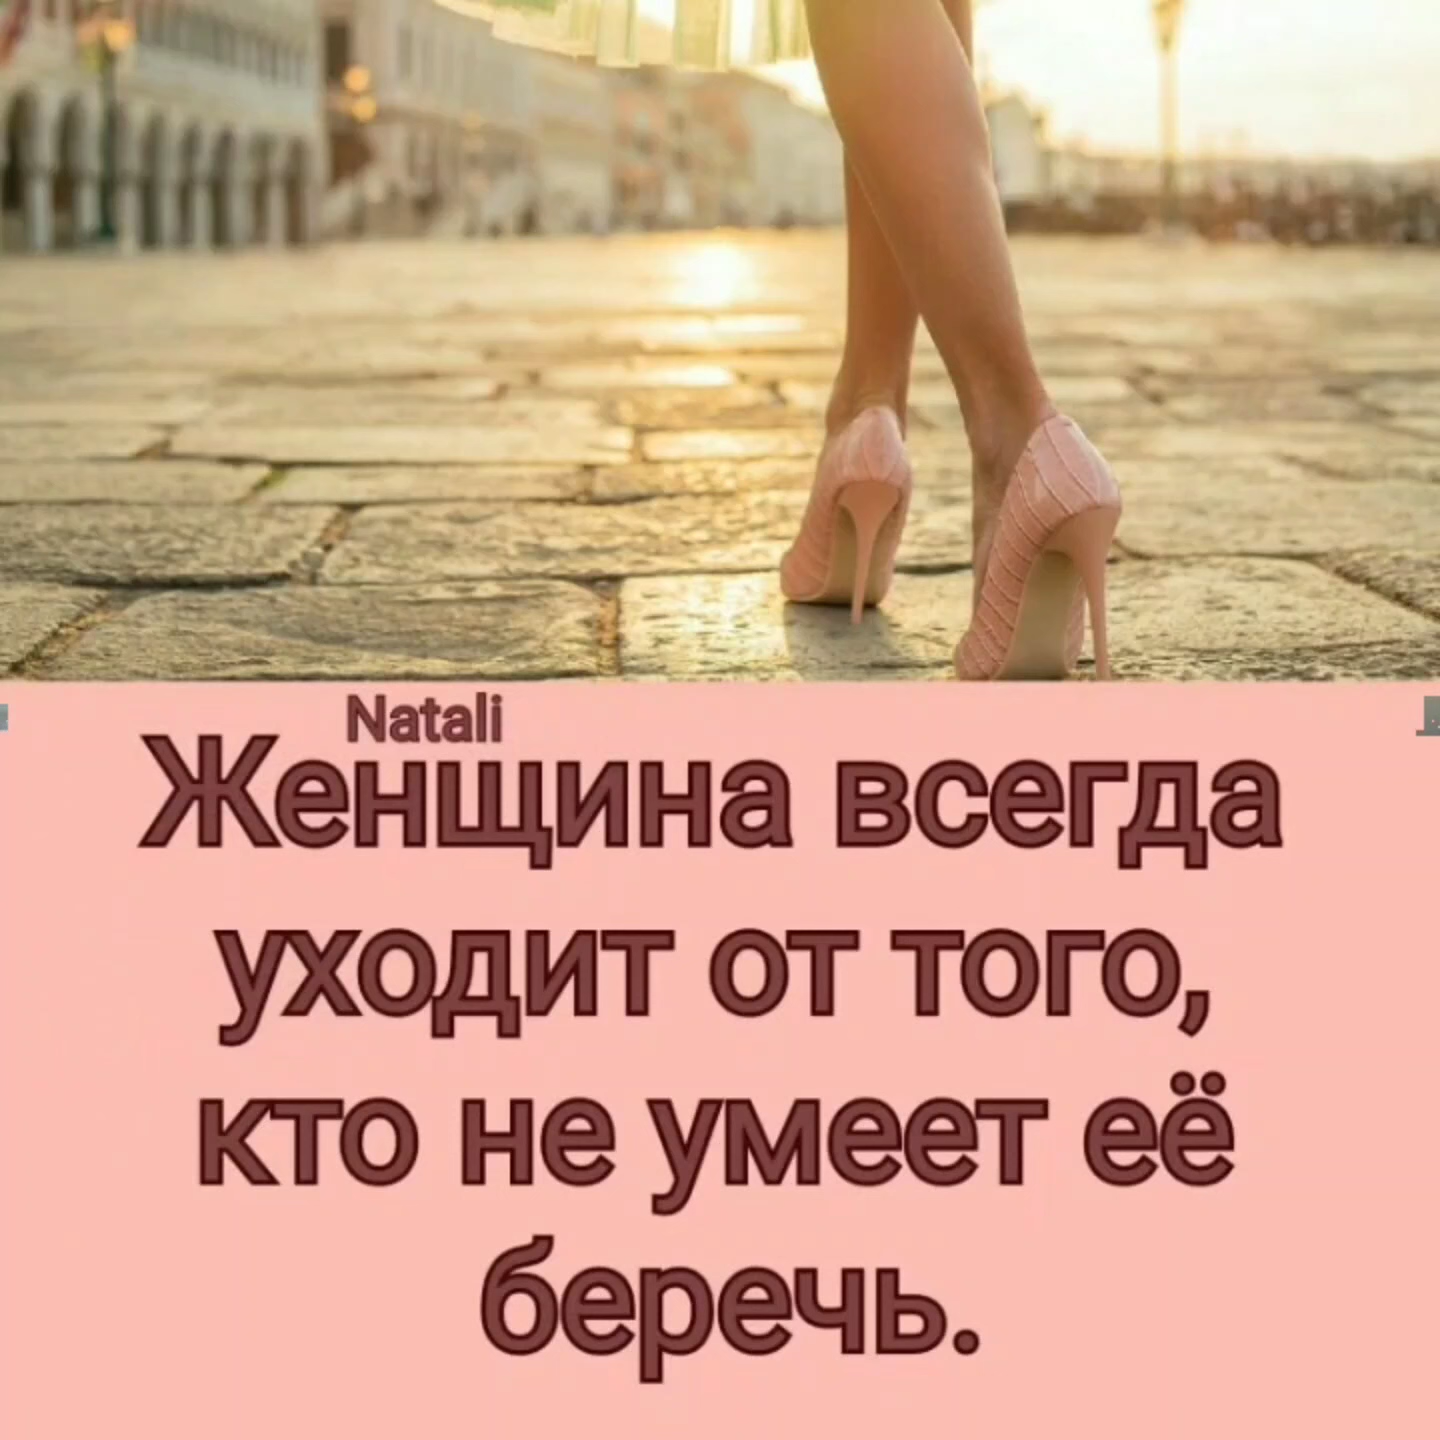 Natali
Женщина всегда
уходит от того,
кто не умеет её
беречь.